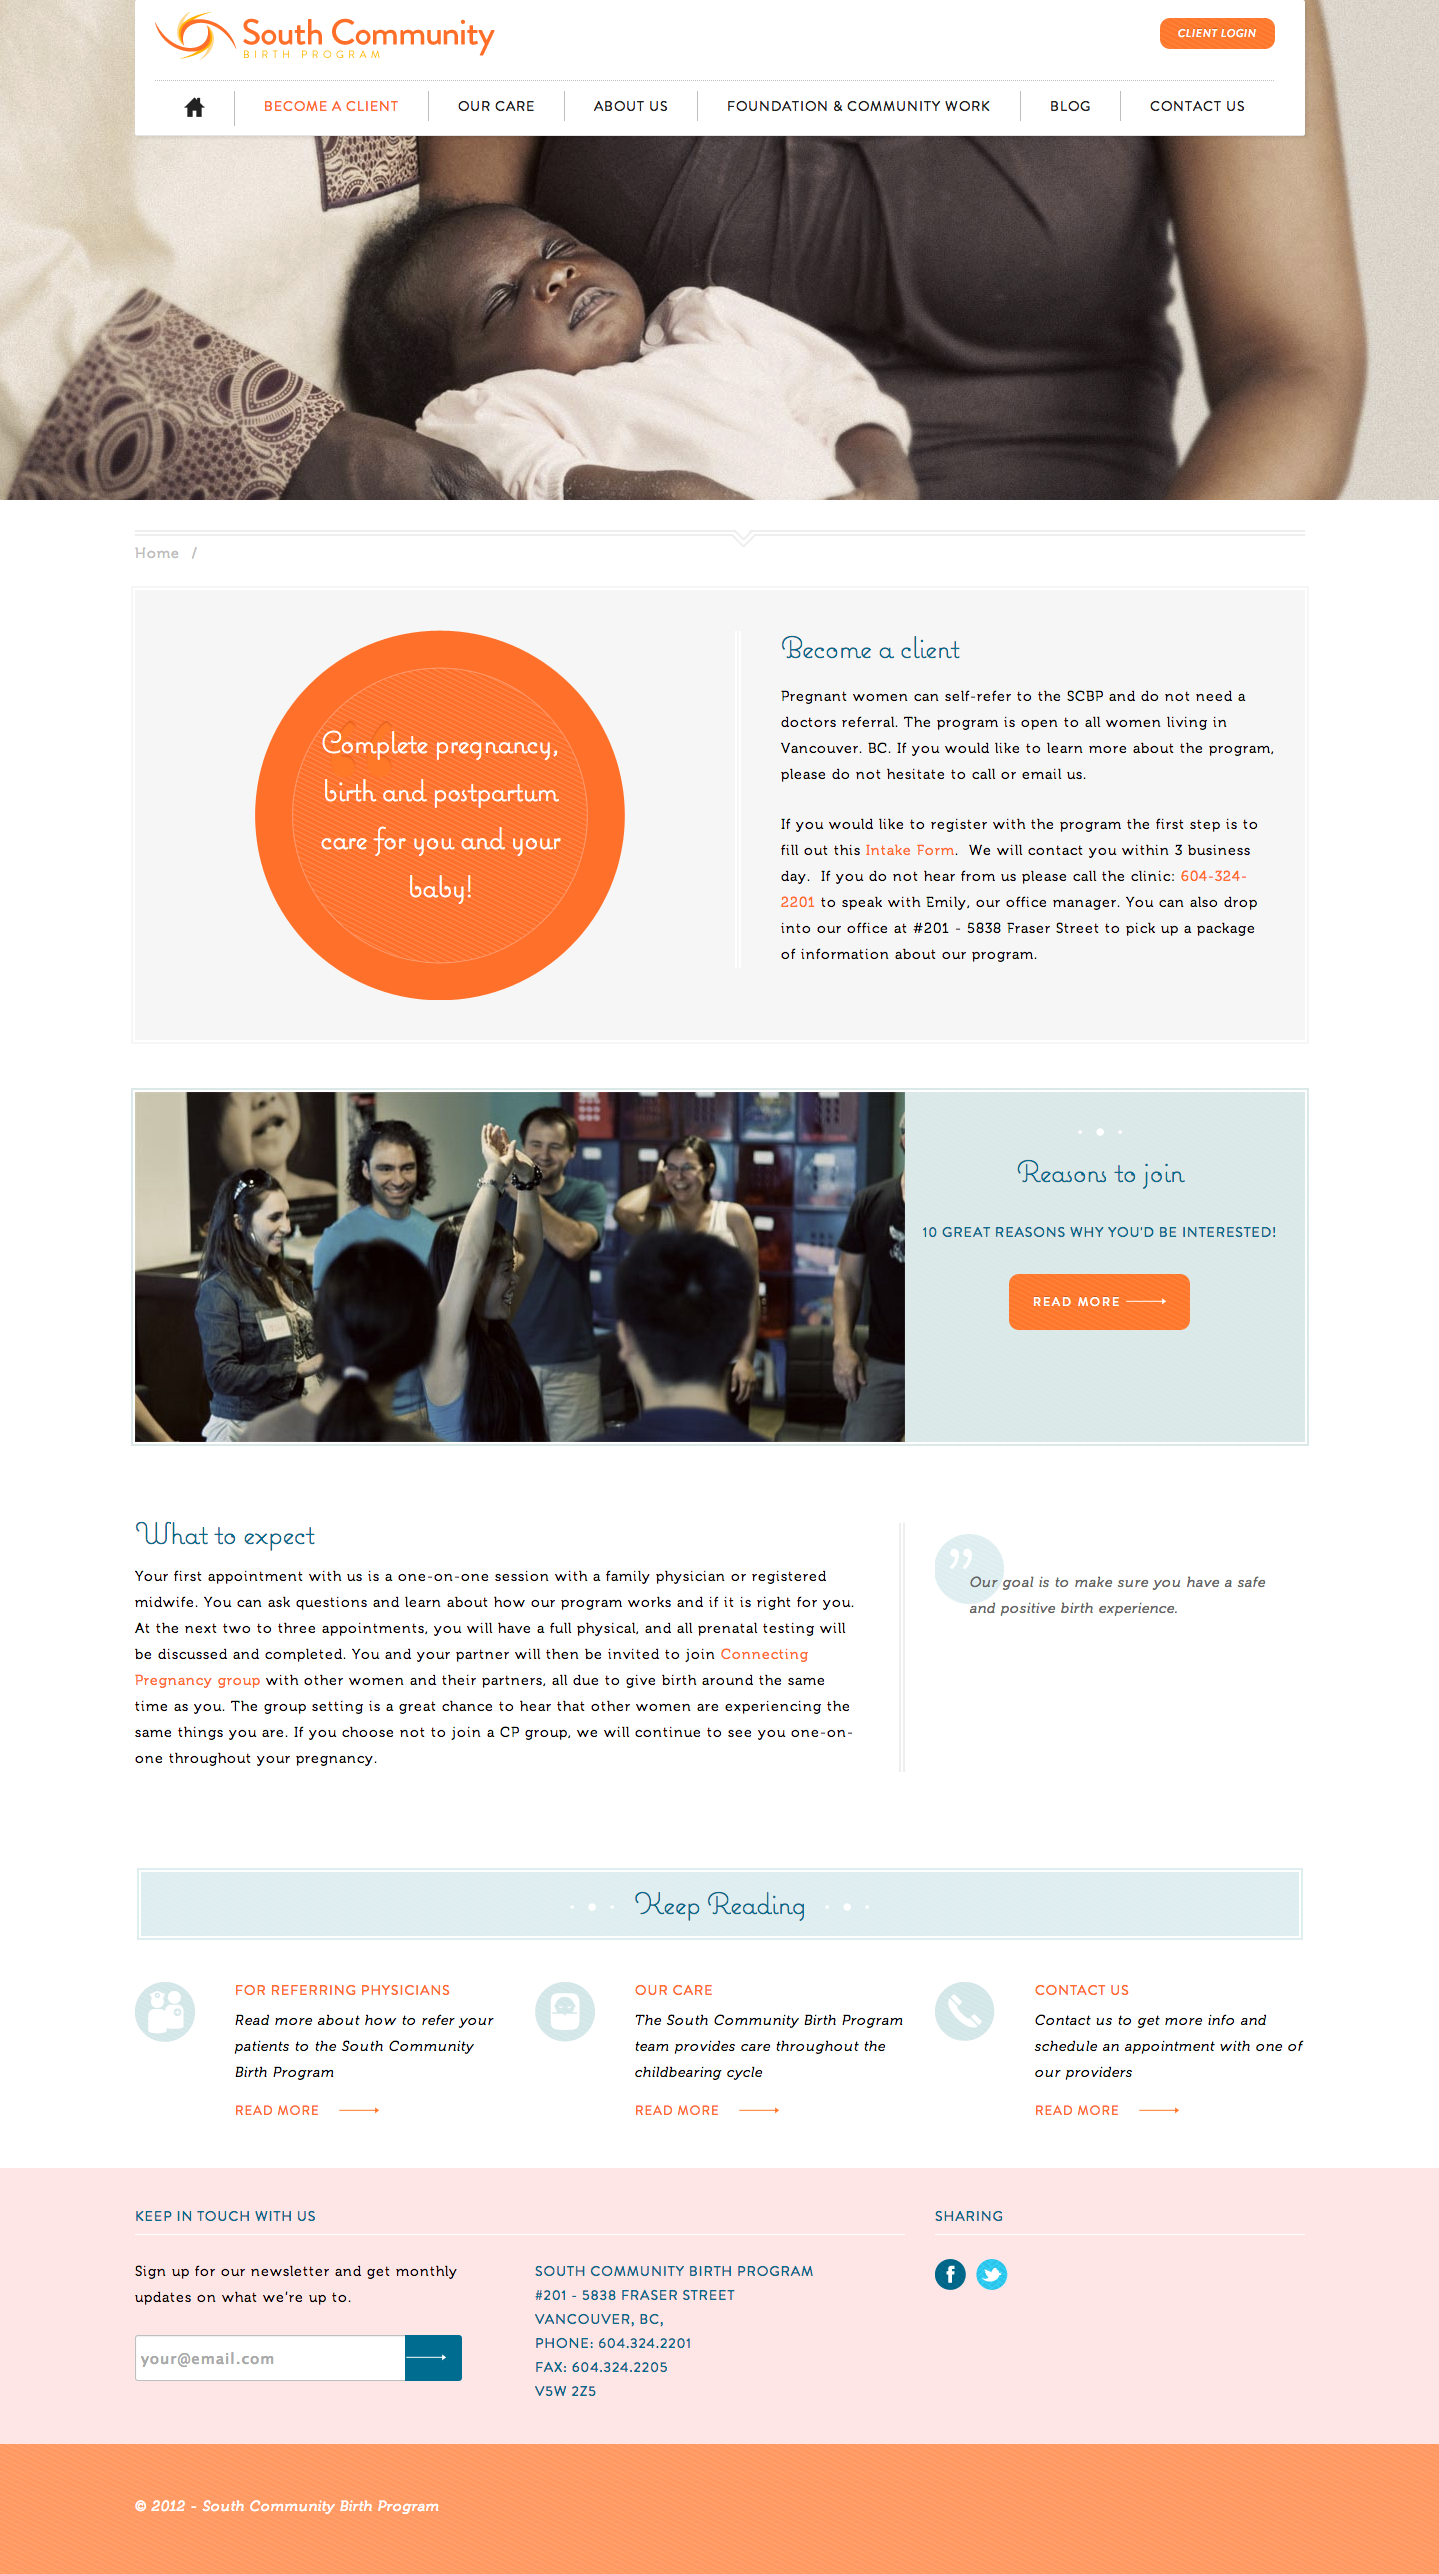 South Community
BIRTH PROGRAM
CLIENT LOGIN
BECOME A CLIENT
OUR CARE
ABOUT US
FOUNDATION & COMMUNITY WORK
BLOG
CONTACT US
Home /
Complete pregnancy,
birth and postpartum
care for you and your
baby!
Become a client
Pregnant women can self-refer to the SCBP and do not need a
doctors referral. The program is open to all women living in
Vancouver. BC. If you would like to learn more about the program,
please do not hesitate to call or email us.
If you would like to register with the program the first step is to
fill out this Intake Form.  We will contact you within 3 business
day.  If you do not hear from us please call the clinic: 604-324-
2201 to speak with Emily, our office manager. You can also drop
into our office at #201 - 5838 Fraser Street to pick up a package
of information about our program.
Reasons to join
10 GREAT REASONS WHY YOU'D BE INTERESTED!
READ MORE
What to expect
Your first appointment with us is a one-on-one session with a family physician or registered
midwife. You can ask questions and learn about how our program works and if it is right for you.
At the next two to three appointments, you will have a full physical, and all prenatal testing will
be discussed and completed. You and your partner will then be invited to join Connecting
Pregnancy group with other women and their partners, all due to give birth around the same
time as you. The group setting is a great chance to hear that other women are experiencing the
same things you are. If you choose not to join a CP group, we will continue to see you one-on-
one throughout your pregnancy.
”
Our goal is to make sure you have a safe
and positive birth experience.
Keep Reading
FOR REFERRING PHYSICIANS
Read more about how to refer your
patients to the South Community
Birth Program
READ MORE
OUR CARE
The South Community Birth Program
team provides care throughout the
childbearing cycle
READ MORE
CONTACT US
Contact us to get more info and
schedule an appointment with one of
our providers
READ MORE
KEEP IN TOUCH WITH US
Sign up for our newsletter and get monthly
updates on what we're up to.
your@email.com
SOUTH COMMUNITY BIRTH PROGRAM
#201 - 5838 FRASER STREET
VANCOUVER, BC,
PHONE: 604.324.2201
FAX: 604.324.2205
V5W 2Z5
SHARING
f
© 2012 - South Community Birth Program